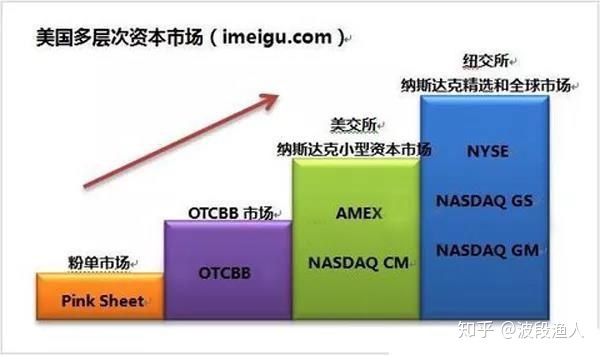 美国多层次资本市场（imeigu.com）
纽交所
纳斯达克精选和全球市场
美交所
纳斯达克小型资本市场
NYSE
OTCBB 市场
AMEX
NASDAQ GS
粉单市场
OTCBB
NASDAQ CM
NASDAQ GM
Pink Sheet
知乎 @波段渔人